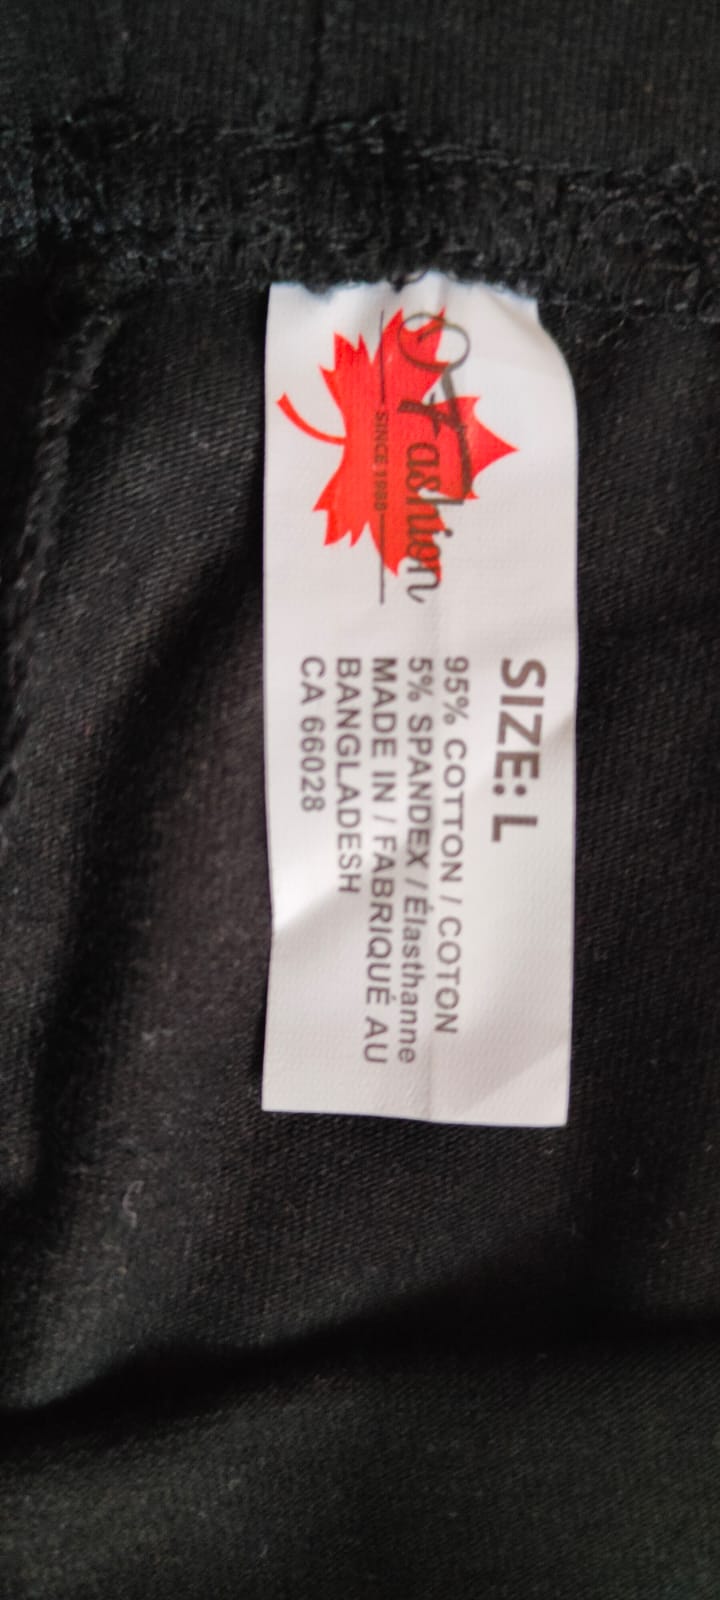 Fashion
SINCE 1988
SIZE: L
95% COTTON / COTON
5% SPANDEX / Élasthanne
MADE IN / FABRIQUÉ AU
BANGLADESH
CA 66028